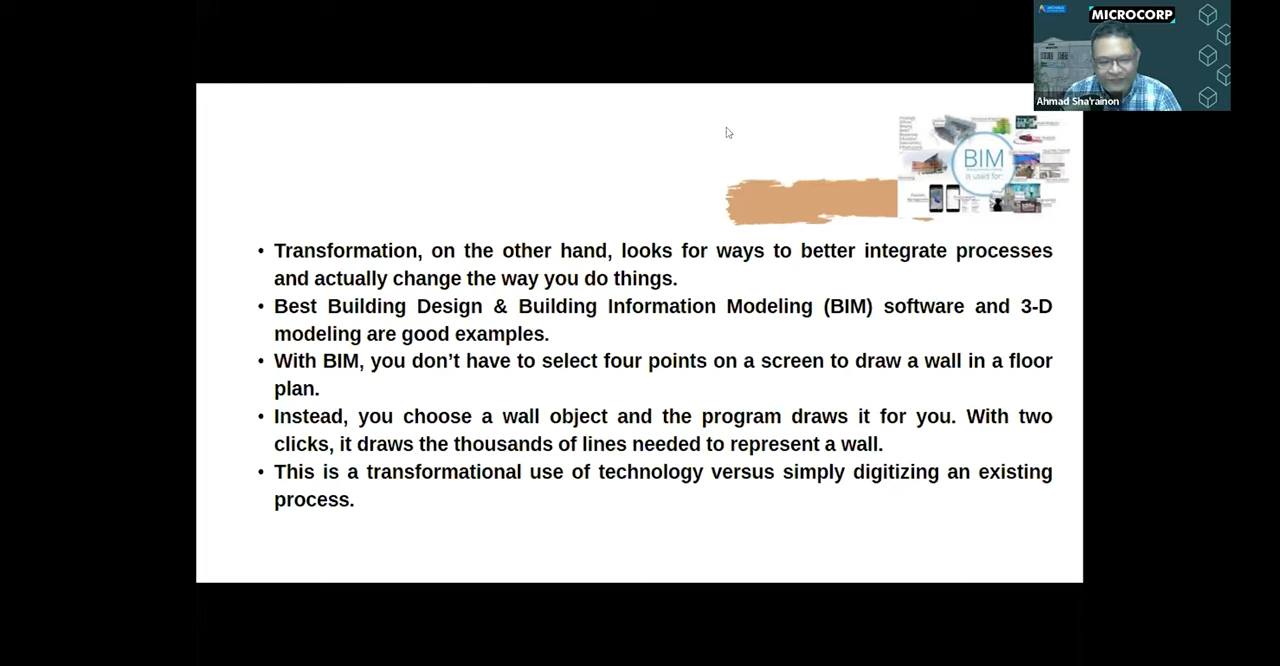 MICROCORP
Ahmad Sha'rainon
BIM
is used for:
• Transformation, on the other hand, looks for ways to better integrate processes
and actually change the way you do things.
• Best Building Design & Building Information Modeling (BIM) software and 3-D
modeling are good examples.
• With BIM, you don’t have to select four points on a screen to draw a wall in a floor
plan.
• Instead, you choose a wall object and the program draws it for you. With two
clicks, it draws the thousands of lines needed to represent a wall.
• This is a transformational use of technology versus simply digitizing an existing
process.